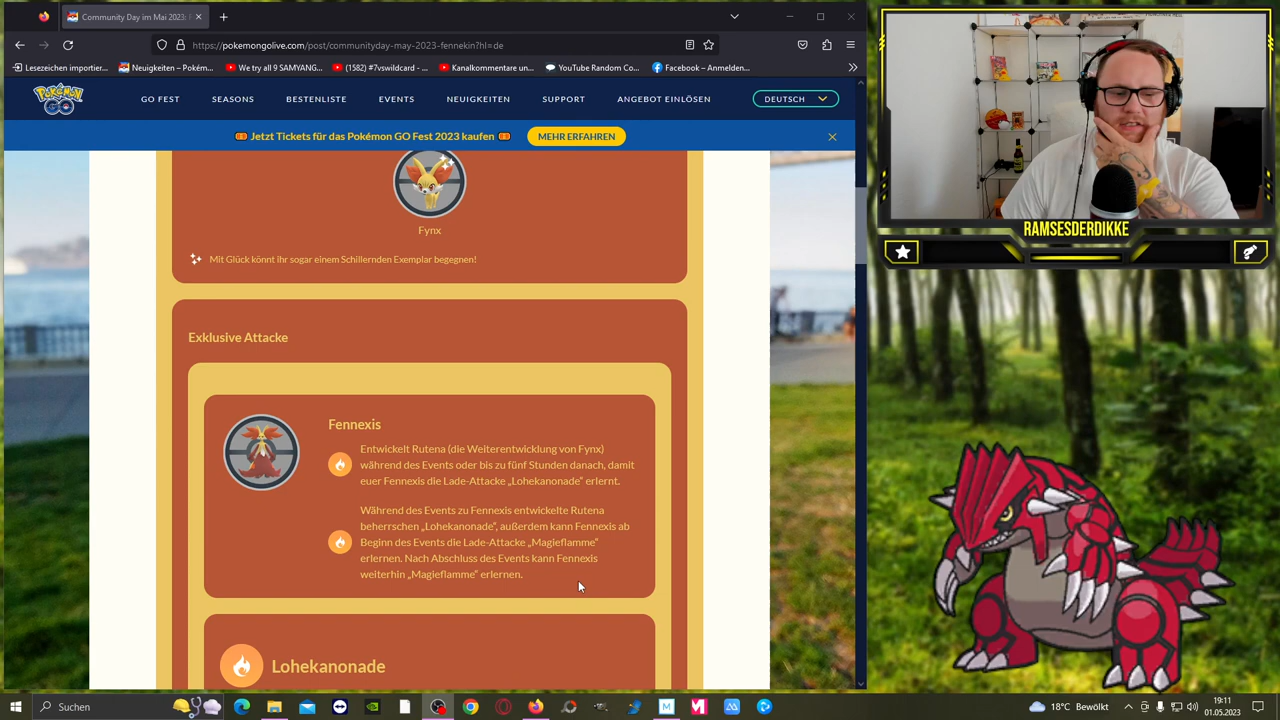 Community Day im Mai 2023: F
https://pokemongolive.com/post/communityday-may-2023-fennekin?hl=de
Lesezeichen importier...
Neuigkeiten – Pokém...
We try all 9 SAMYANG...
(1582) #7vswildcard - ...
Kanalkommentare un...
YouTube Random Co...
Facebook – Anmelden...
POKÉMON GO
GO FEST
SEASONS
BESTENLISTE
EVENTS
NEUIGKEITEN
SUPPORT
ANGEBOT EINLÖSEN
DEUTSCH
Jetzt Tickets für das Pokémon GO Fest 2023 kaufen
MEHR ERFAHREN
Fynx
Mit Glück könnt ihr sogar einem Schillernden Exemplar begegnen!
Exklusive Attacke
Fennexis
Entwickelt Rutena (die Weiterentwicklung von Fynx)
während des Events oder bis zu fünf Stunden danach, damit
euer Fennexis die Lade-Attacke „Lohekanonade“ erlernt.
Während des Events zu Fennexis entwickelte Rutena
beherrschen „Lohekanonade“, außerdem kann Fennexis ab
Beginn des Events die Lade-Attacke „Magieflamme“
erlernen. Nach Abschluss des Events kann Fennexis
weiterhin „Magieflamme“ erlernen.
Lohekanonade
RAMSESDERDIKKE
Suchen
18°C Bewölkt
19:11
01.05.2023